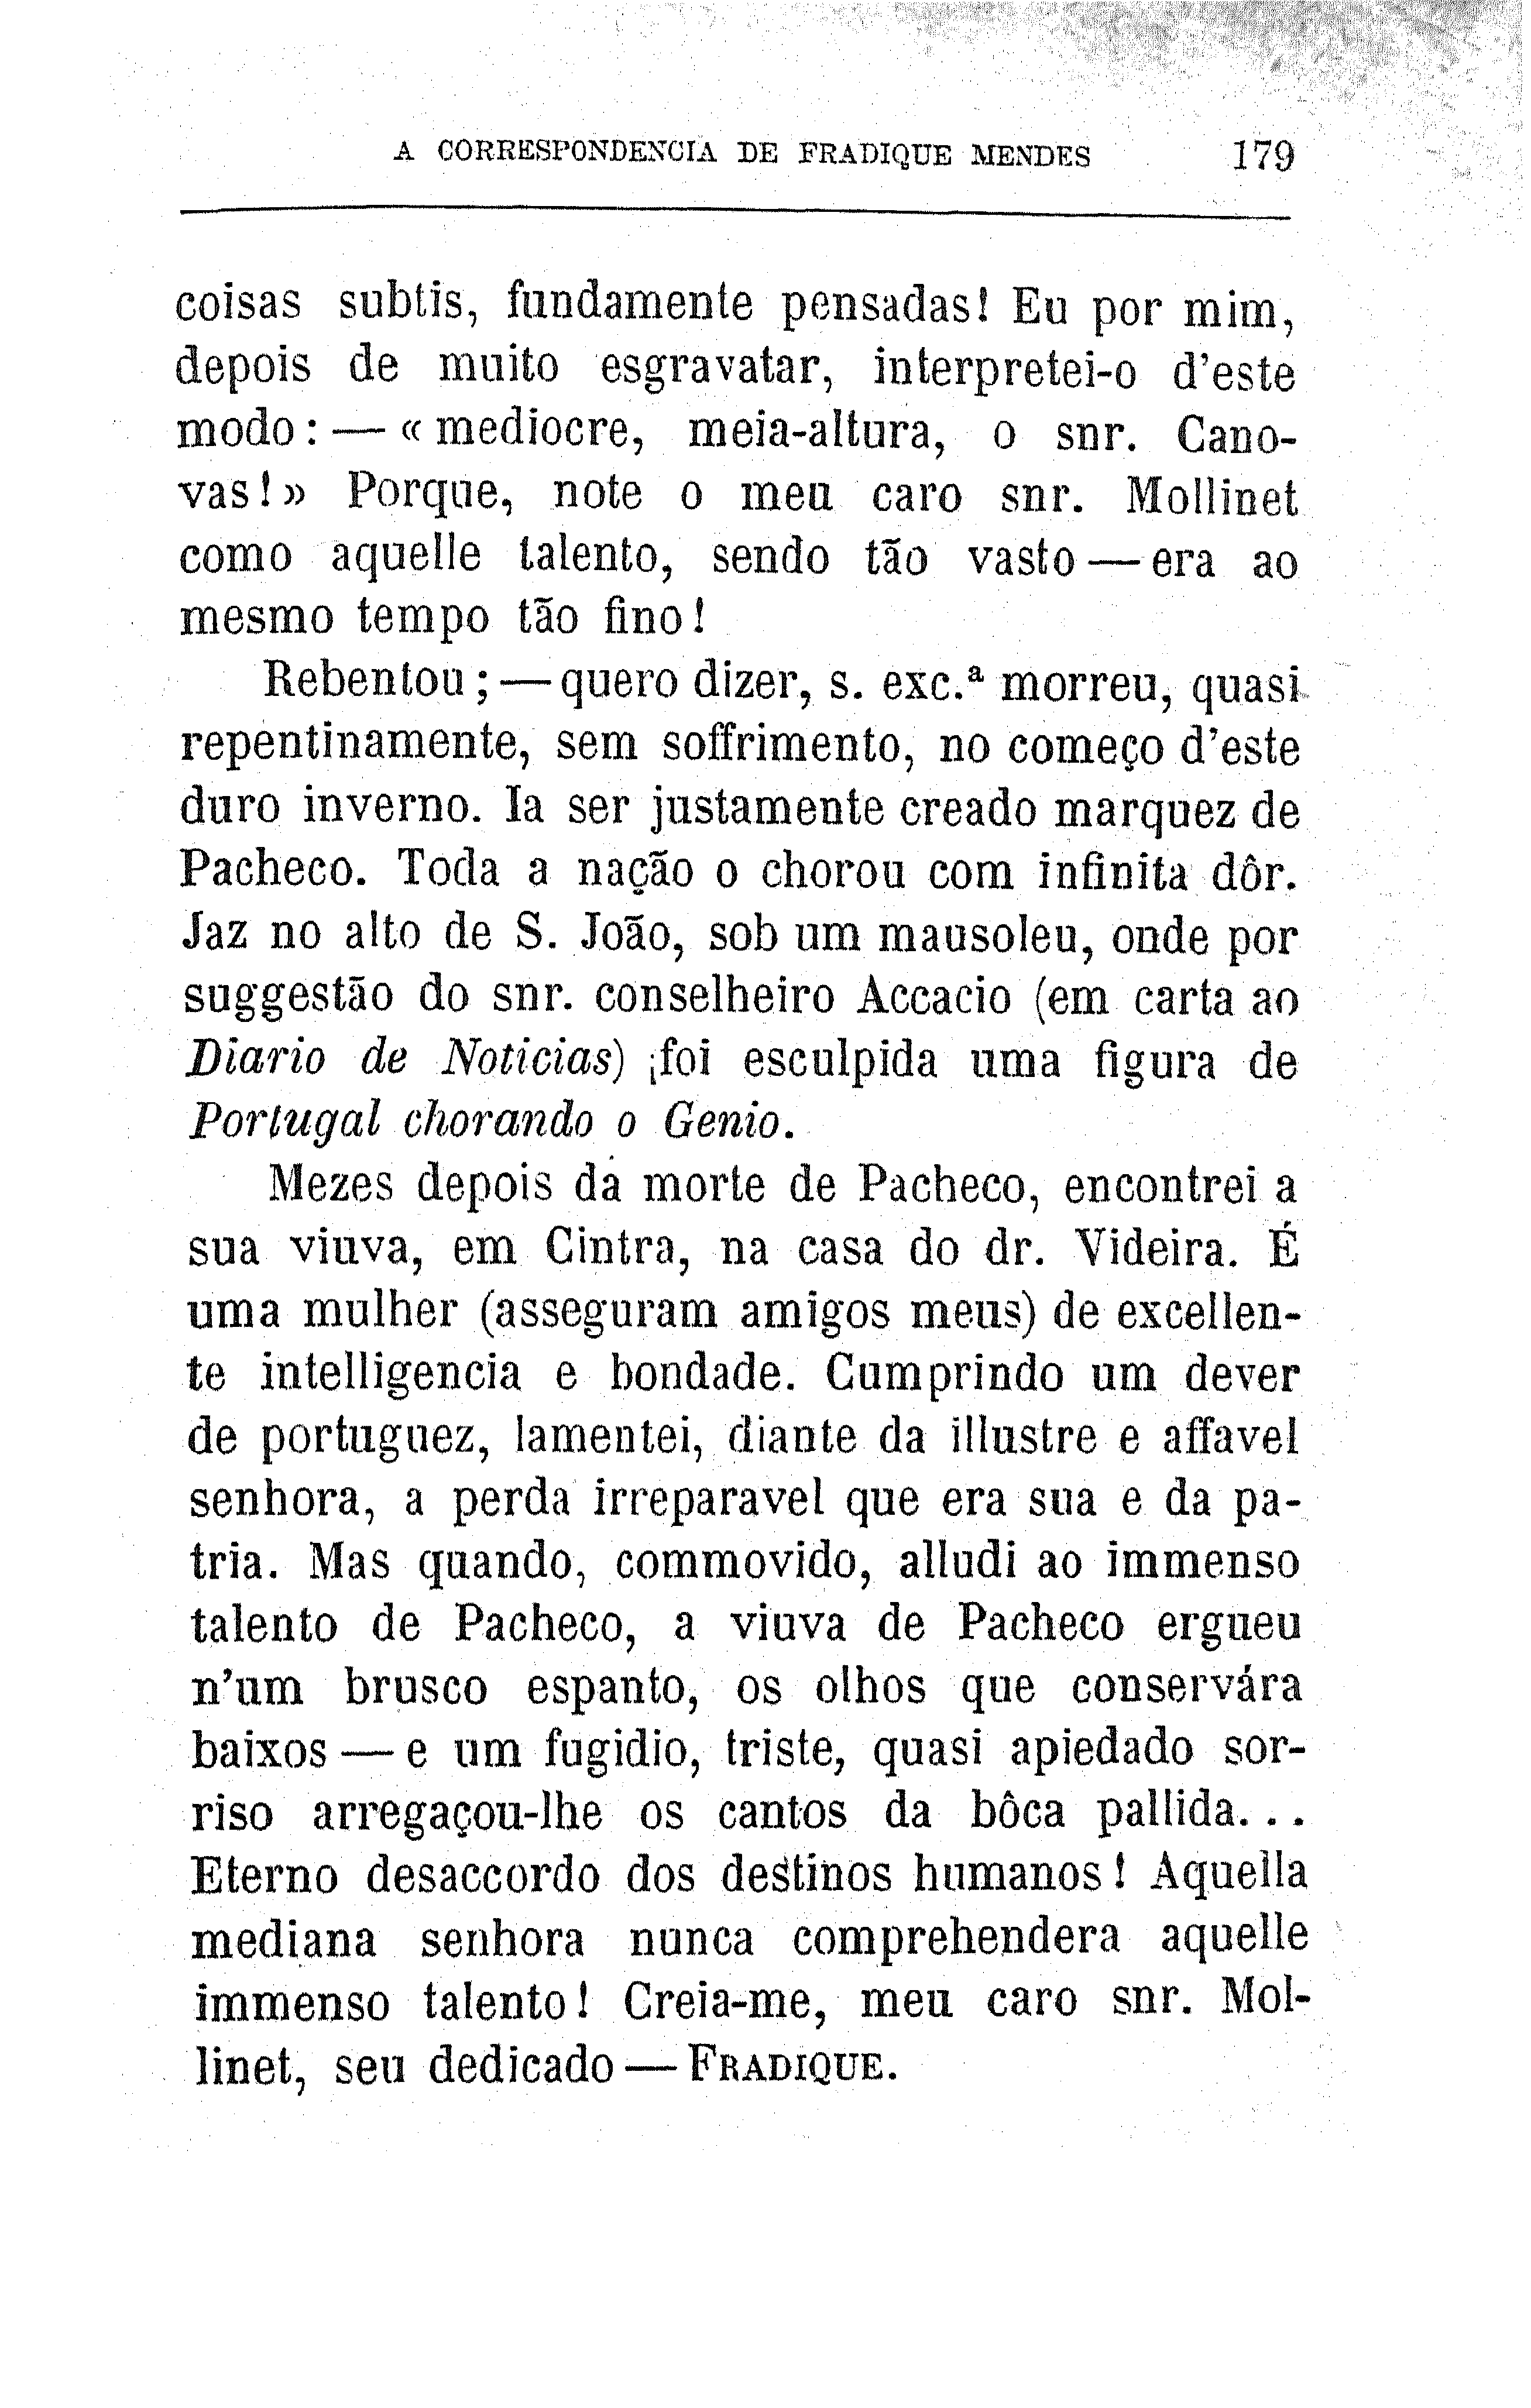 A CORRESPONDENCIA DE FRADIQUE MENDES 179
coisas subtis, fundamente pensadas! Eu por mim,
depois de muito esgravatar, interpretei-o d'este
modo: — « mediocre, meia-altura, o snr. Cano-
vas!» Porque, note o meu caro snr. Mollinet
como aquelle talento, sendo tão vasto — era ao
mesmo tempo tão fino!
Rebentou; — quero dizer, s. exc.ª morreu, quasi
repentinamente, sem soffrimento, no começo d'este
duro inverno. Ia ser justamente creado marquez de
Pacheco. Toda a nação o chorou com infinita dôr.
Jaz no alto de S. João, sob um mausoleu, onde por
suggestão do snr. conselheiro Accacio (em carta ao
Diario de Noticias) foi esculpida uma figura de
Portugal chorando o Genio.
Mezes depois da morte de Pacheco, encontrei a
sua viuva, em Cintra, na casa do dr. Videira. É
uma mulher (asseguram amigos meus) de excellen-
te intelligencia e bondade. Cumprindo um dever
de portuguez, lamentei, diante da illustre e affavel
senhora, a perda irreparavel que era sua e da pa-
tria. Mas quando, commovido, alludi ao immenso
talento de Pacheco, a viuva de Pacheco ergueu
n'um brusco espanto, os olhos que conservára
baixos — e um fugidio, triste, quasi apiedado sor-
riso arregaçou-lhe os cantos da bôca pallida...
Eterno desaccordo dos destinos humanos! Aquella
mediana senhora nunca comprehendera aquelle
immenso talento! Creia-me, meu caro snr. Mol-
linet, seu dedicado — FRADIQUE.